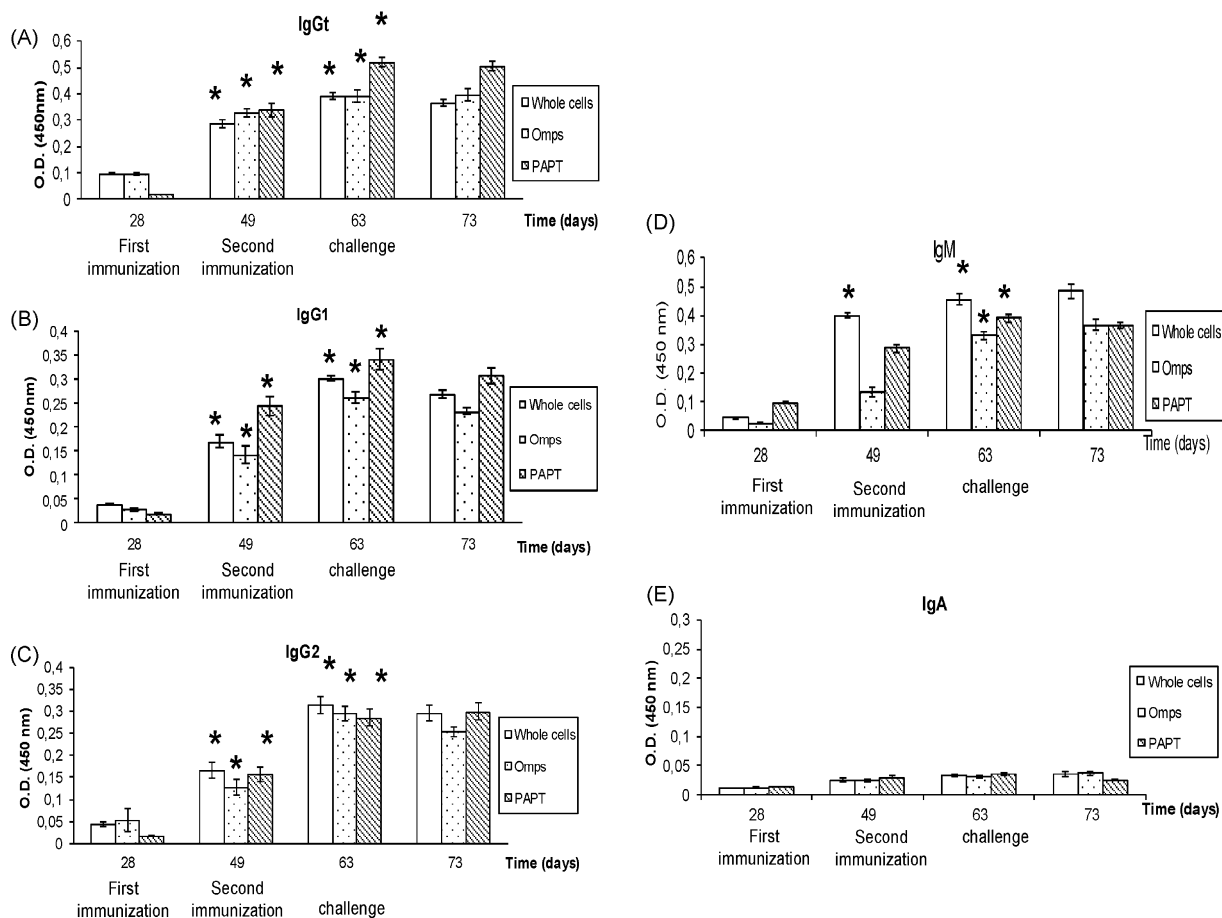 (A)
IgGt
* * * * * *
O.D. (450nm)
0,6
0,5
0,4
0,3
0,2
0,1
0
Whole cells
Omps
PAPT
28 49 63 73 Time (days)
First Second challenge
immunization immunization
(B)
IgG1
* * * * * *
O.D. (450nm)
0,4
0,35
0,3
0,25
0,2
0,15
0,1
0,05
0
Whole cells
Omps
PAPT
28 49 63 73 Time (days)
First Second challenge
immunization immunization
(C)
IgG2
* * * * * *
O.D. (450 nm)
0,4
0,35
0,3
0,25
0,2
0,15
0,1
0,05
0
Whole cells
Omps
PAPT
28 49 63 73 Time (days)
First Second
immunization immunization challenge
(D)
IgM
* * * *
O.D. (450 nm)
0,6
0,5
0,4
0,3
0,2
0,1
0
Whole cells
Omps
PAPT
28 49 63 73 Time (days)
First Second challenge
immunization immunization
(E)
IgA
O.D. (450 nm)
0,3
0,25
0,2
0,15
0,1
0,05
0
Whole cells
Omps
PAPT
28 49 63 73 Time (days)
First Second challenge
immunization immunization